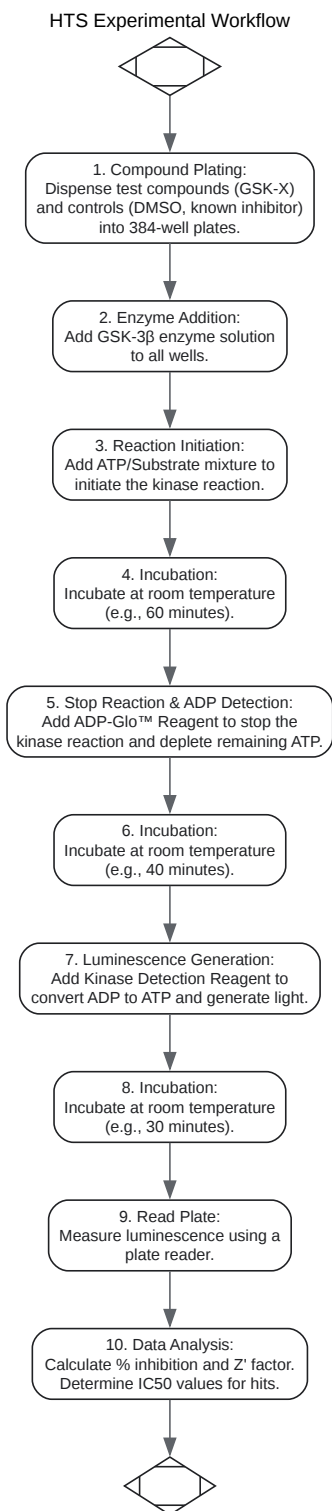 HTS Experimental Workflow
1. Compound Plating:
Dispense test compounds (GSK-X)
and controls (DMSO, known inhibitor)
into 384-well plates.
2. Enzyme Addition:
Add GSK-3β enzyme solution
to all wells.
3. Reaction Initiation:
Add ATP/Substrate mixture to
initiate the kinase reaction.
4. Incubation:
Incubate at room temperature
(e.g., 60 minutes).
5. Stop Reaction & ADP Detection:
Add ADP-Glo™ Reagent to stop the
kinase reaction and deplete remaining ATP.
6. Incubation:
Incubate at room temperature
(e.g., 40 minutes).
7. Luminescence Generation:
Add Kinase Detection Reagent to
convert ADP to ATP and generate light.
8. Incubation:
Incubate at room temperature
(e.g., 30 minutes).
9. Read Plate:
Measure luminescence using a
plate reader.
10. Data Analysis:
Calculate % inhibition and Z' factor.
Determine IC50 values for hits.